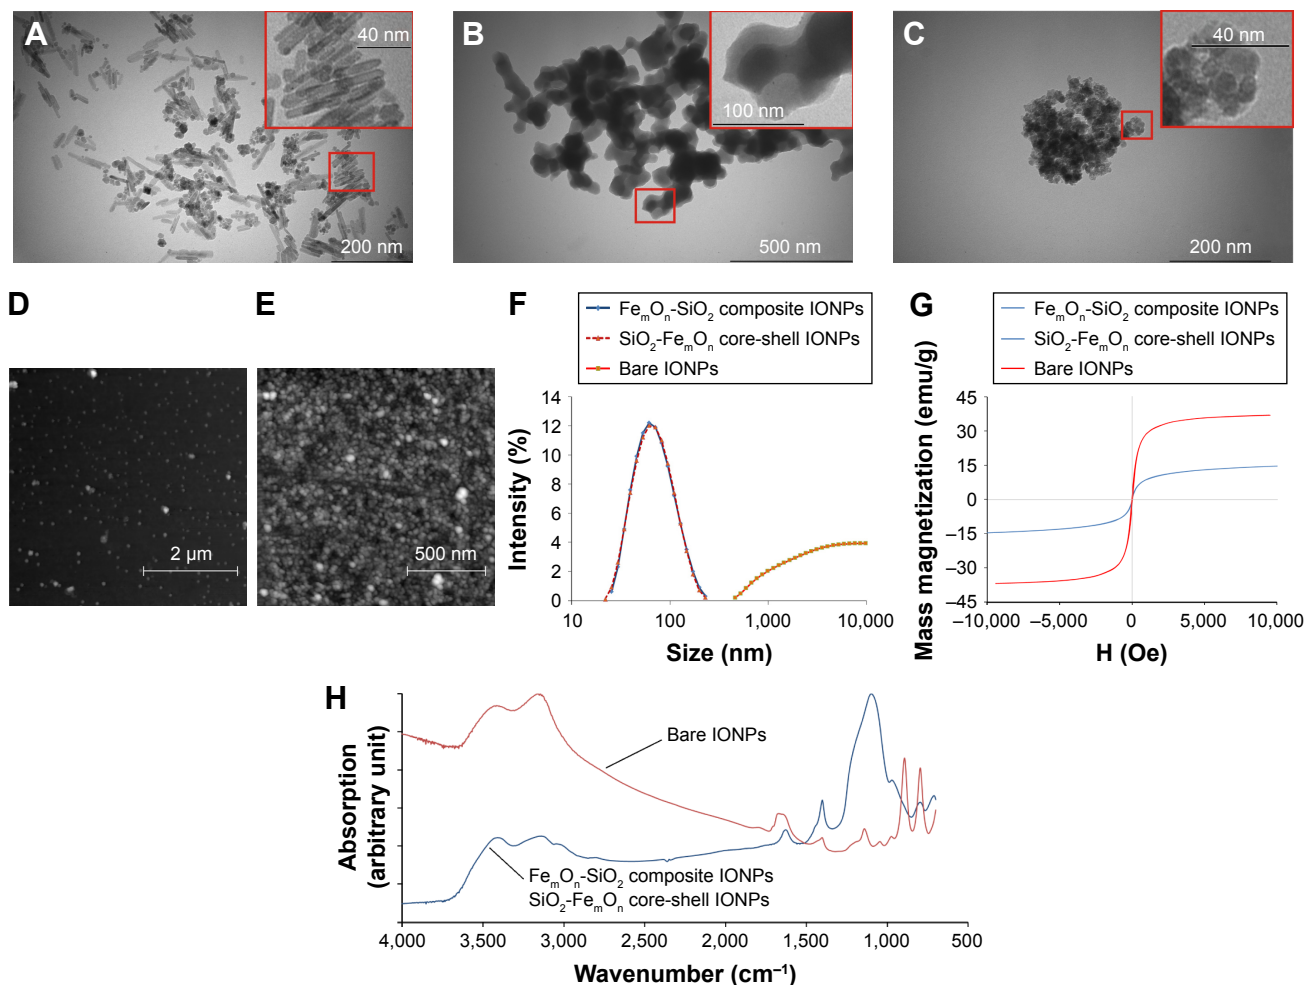 A
40 nm
200 nm
B
100 nm
500 nm
C
40 nm
200 nm
D
2 µm
E
500 nm
F
FemOn-SiO2 composite IONPs
SiO2-FemOn core-shell IONPs
Bare IONPs
Intensity (%)
14
12
10
8
6
4
2
0
10
100
1,000
10,000
Size (nm)
G
FemOn-SiO2 composite IONPs
SiO2-FemOn core-shell IONPs
Bare IONPs
Mass magnetization (emu/g)
45
30
15
0
–15
–30
–45
–10,000
–5,000
0
5,000
10,000
H (Oe)
H
Absorption
(arbitrary unit)
Bare IONPs
FemOn-SiO2 composite IONPs
SiO2-FemOn core-shell IONPs
4,000
3,500
3,000
2,500
2,000
1,500
1,000
500
Wavenumber (cm–1)